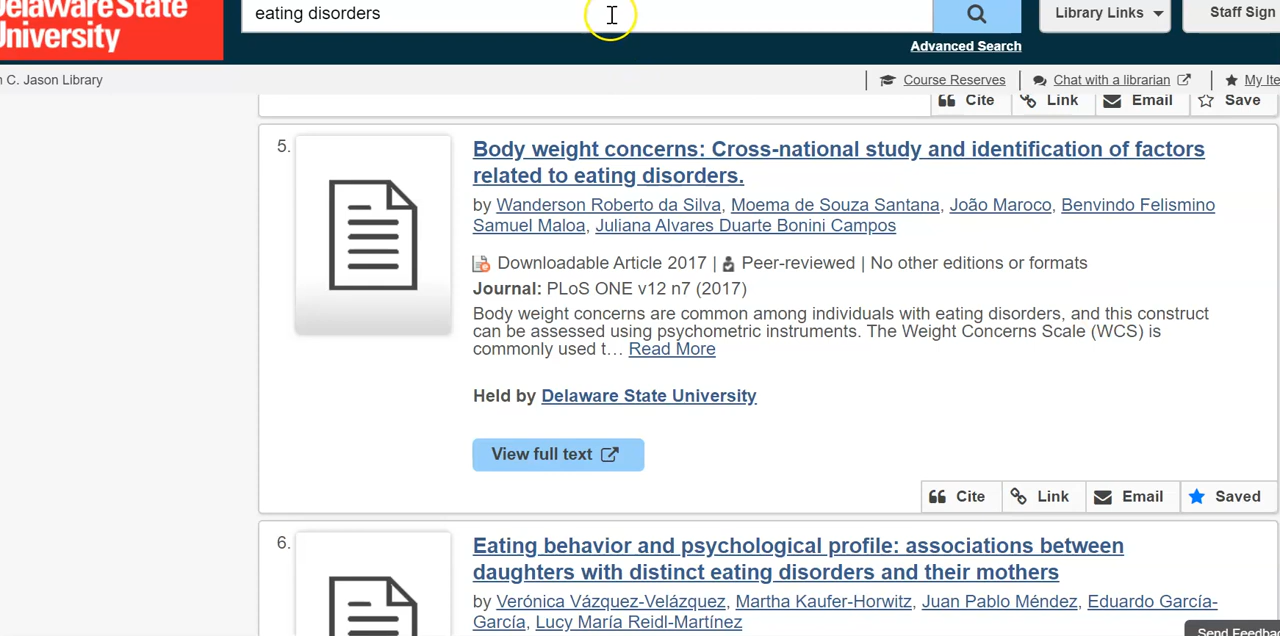 Delaware State
University
eating disorders
Library Links
Staff Sign
Advanced Search
C. Jason Library
Course Reserves
Chat with a librarian
My Ite
Cite
Link
Email
Save
5.
Body weight concerns: Cross-national study and identification of factors
related to eating disorders.
by Wanderson Roberto da Silva, Moema de Souza Santana, João Maroco, Benvindo Felismino
Samuel Maloa, Juliana Alvares Duarte Bonini Campos
Downloadable Article 2017 | Peer-reviewed | No other editions or formats
Journal: PLoS ONE v12 n7 (2017)
Body weight concerns are common among individuals with eating disorders, and this construct
can be assessed using psychometric instruments. The Weight Concerns Scale (WCS) is
commonly used t… Read More
Held by Delaware State University
View full text
Cite
Link
Email
Saved
6.
Eating behavior and psychological profile: associations between
daughters with distinct eating disorders and their mothers
by Verónica Vázquez-Velázquez, Martha Kaufer-Horwitz, Juan Pablo Méndez, Eduardo García-
García, Lucy María Reidl-Martínez
Send Feedba